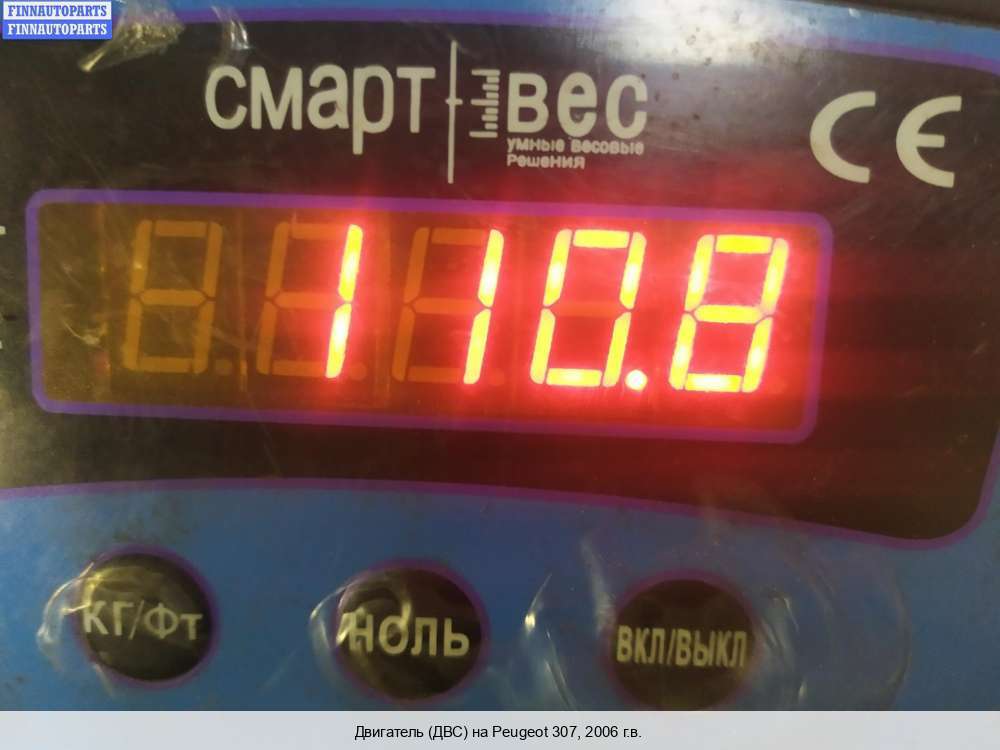 FINNAUTOPARTS
FINNAUTOPARTS
смарт вес
умные весовые
Решения
CE
110.8
КГ/Фт
НОЛЬ
ВКЛ/ВЫКЛ
Двигатель (ДВС) на Peugeot 307, 2006 г.в.